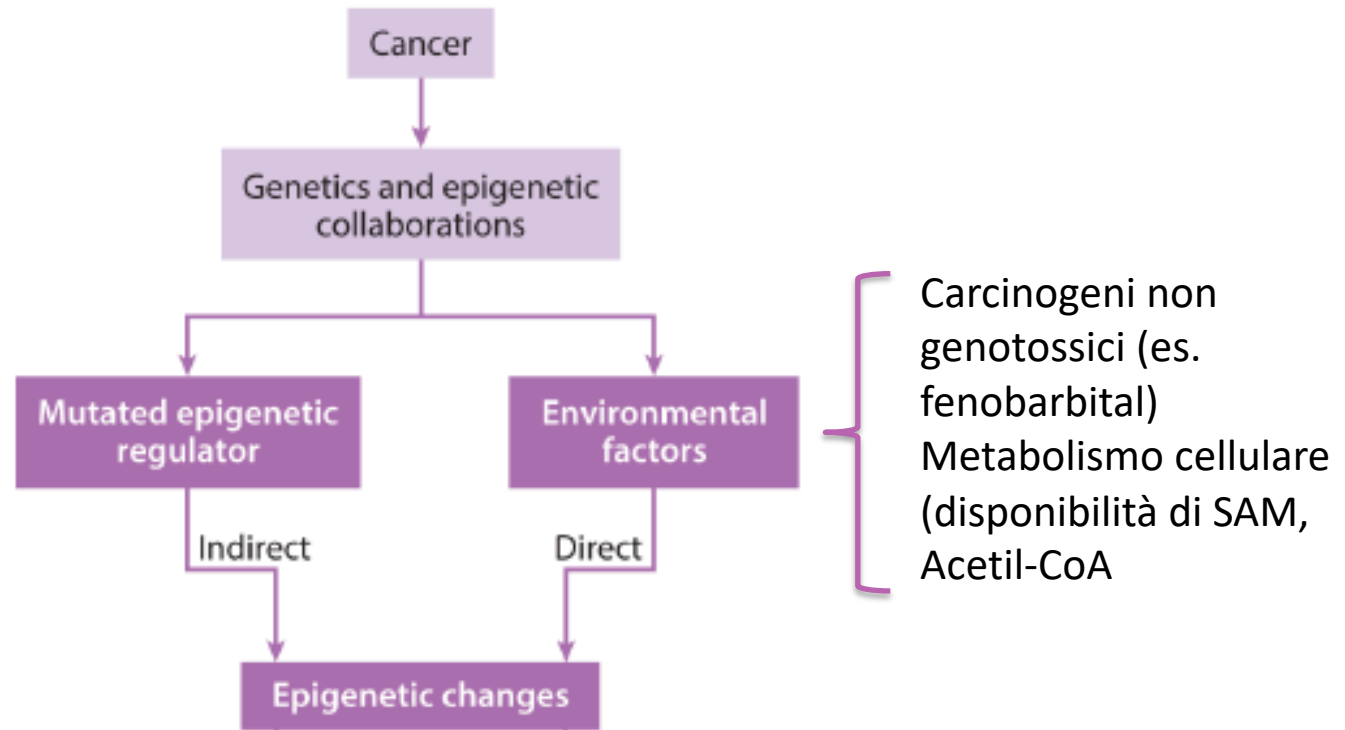 Cancer
Genetics and epigenetic
collaborations
Mutated epigenetic
regulator
Environmental
factors
Carcinogeni non
genotossici (es.
fenobarbital)
Metabolismo cellulare
(disponibilità di SAM,
Acetil-CoA
Indirect
Direct
Epigenetic changes